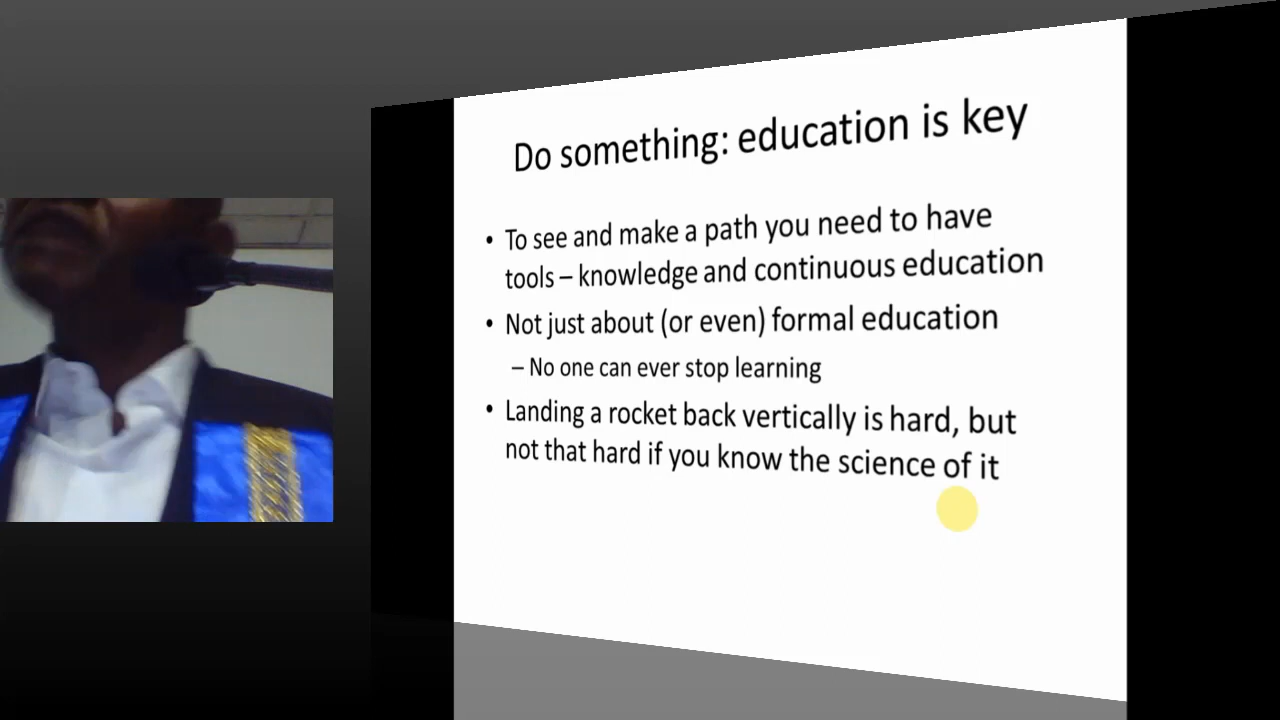 Do something: education is key
• To see and make a path you need to have
tools – knowledge and continuous education
• Not just about (or even) formal education
– No one can ever stop learning
• Landing a rocket back vertically is hard, but
not that hard if you know the science of it